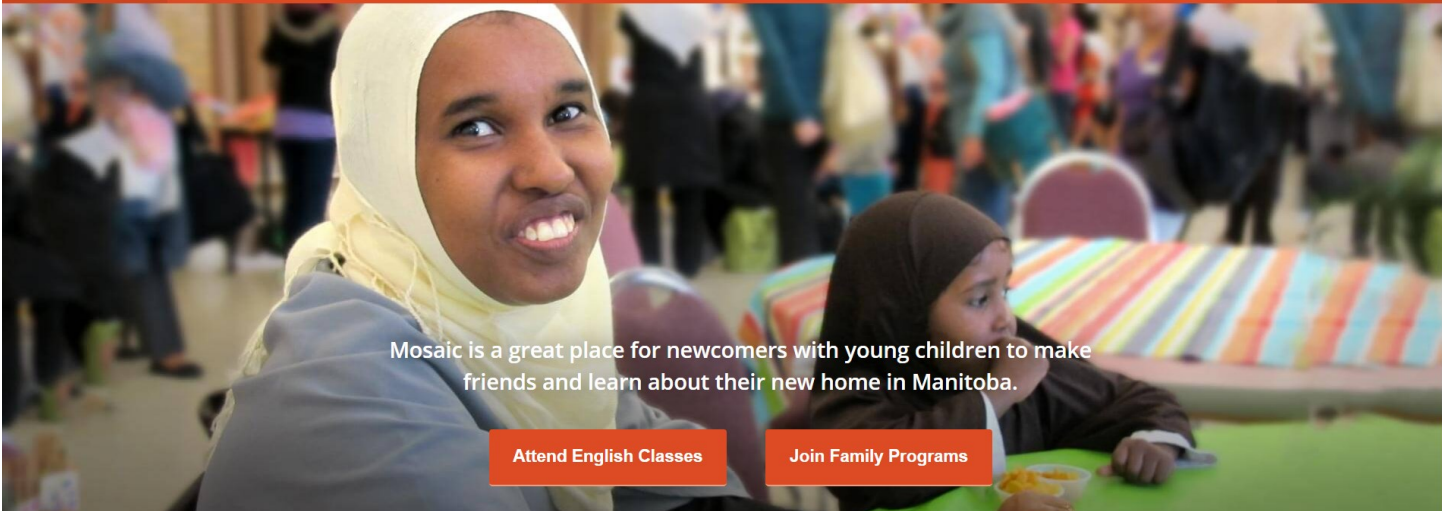 Mosaic is a great place for newcomers with young children to make
friends and learn about their new home in Manitoba.
Attend English Classes
Join Family Programs